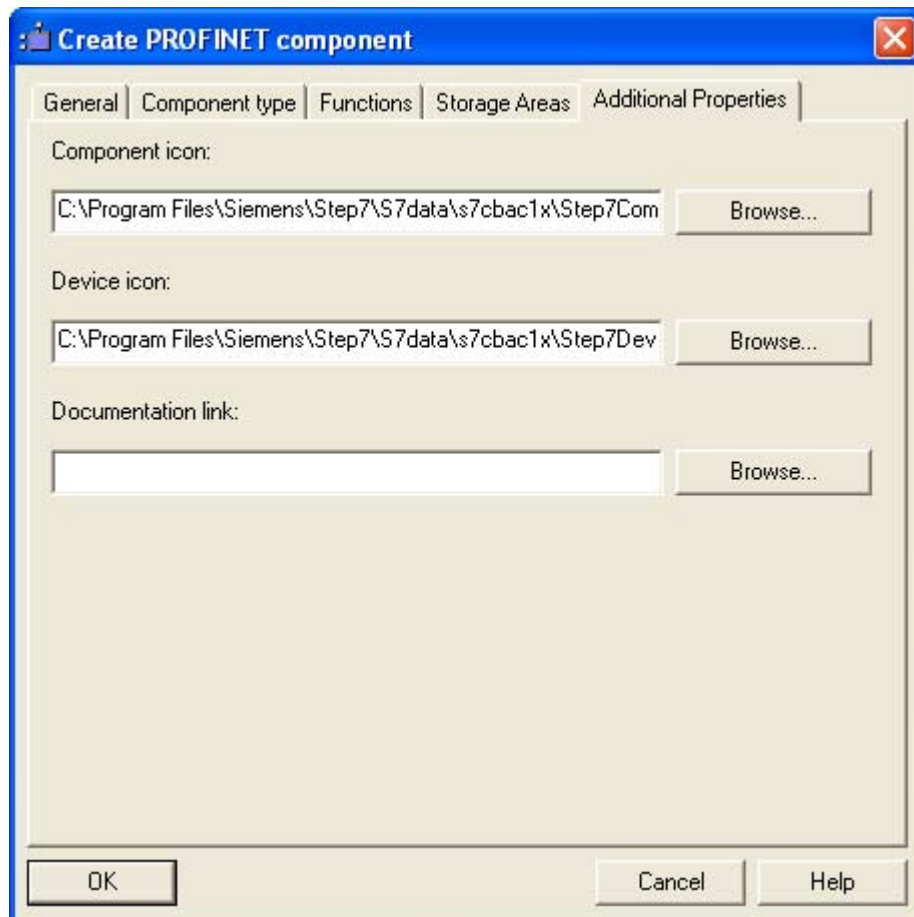 Create PROFINET component
General Component type Functions Storage Areas Additional Properties
Component icon:
C:\Program Files\Siemens\Step7\S7data\s7cbac1x\Step7Com Browse...
Device icon:
C:\Program Files\Siemens\Step7\S7data\s7cbac1x\Step7Dev Browse...
Documentation link:
Browse...
OK Cancel Help